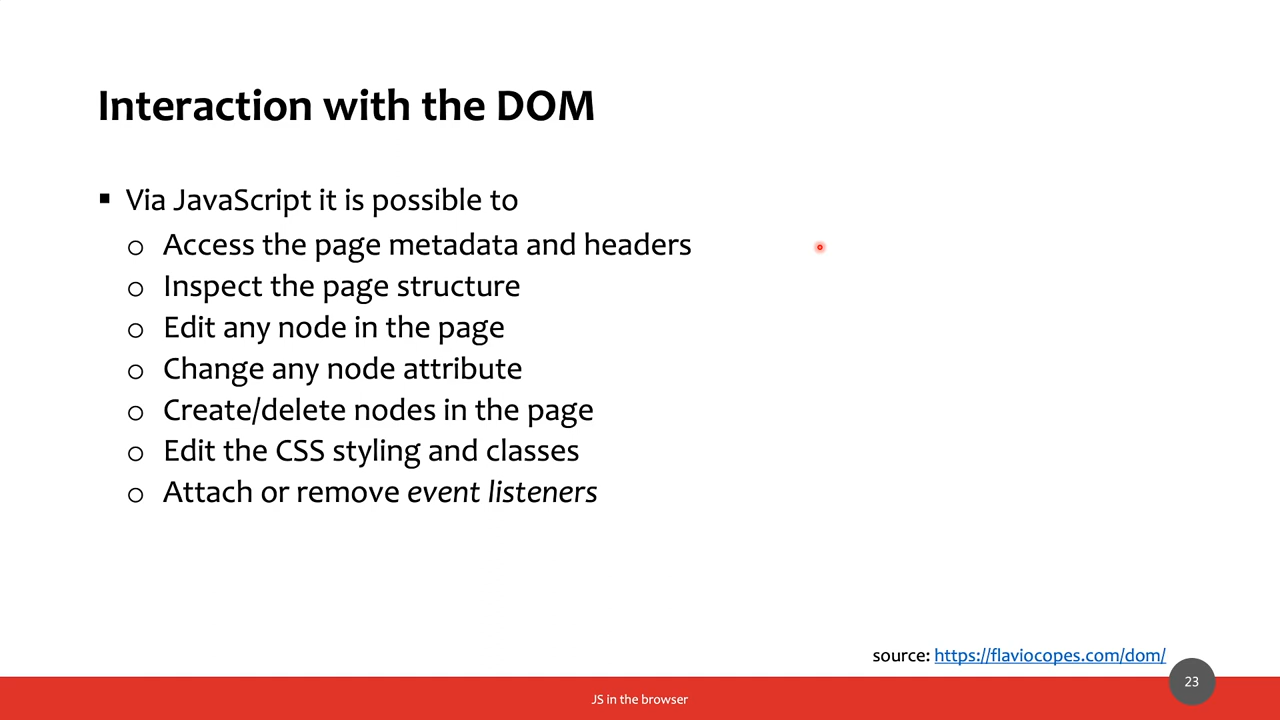 Interaction with the DOM
▪ Via JavaScript it is possible to
o Access the page metadata and headers
o Inspect the page structure
o Edit any node in the page
o Change any node attribute
o Create/delete nodes in the page
o Edit the CSS styling and classes
o Attach or remove event listeners
source: https://flaviocopes.com/dom/
23
JS in the browser